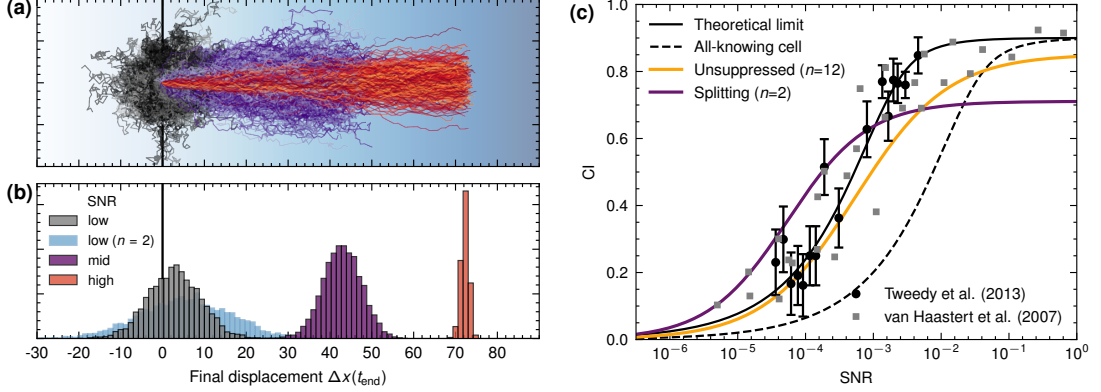 (a)
(b)
SNR
low
low (n = 2)
mid
high
-30 -20 -10 0 10 20 30 40 50 60 70 80 90
Final displacement Δx(t_end)
(c)
CI
1.0
0.8
0.6
0.4
0.2
0.0
Theoretical limit
All-knowing cell
Unsuppressed (n=12)
Splitting (n=2)
Tweedy et al. (2013)
van Haastert et al. (2007)
10⁻⁶ 10⁻⁵ 10⁻⁴ 10⁻³ 10⁻² 10⁻¹ 10⁰
SNR